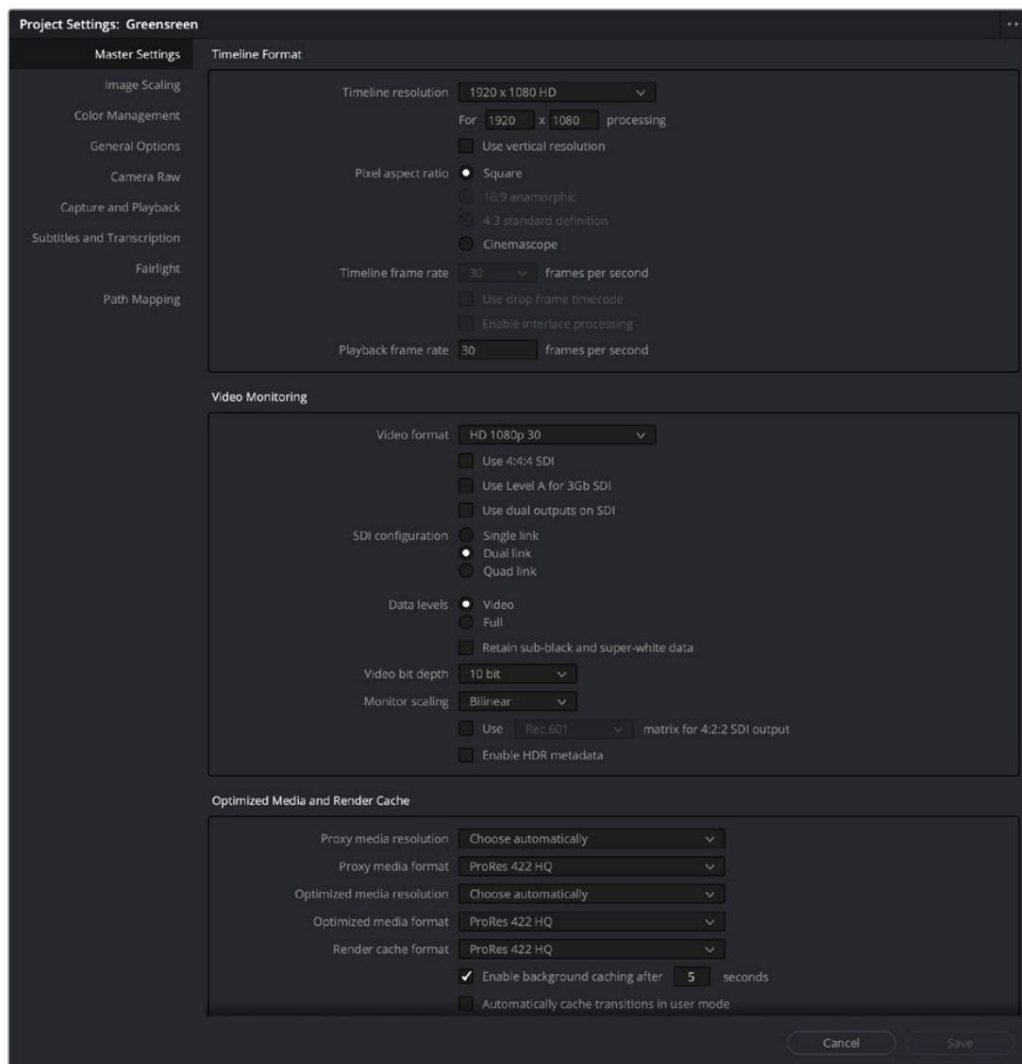 Project Settings: Greensreen
Master Settings
Image Scaling
Color Management
General Options
Camera Raw
Capture and Playback
Subtitles and Transcription
Fairlight
Path Mapping
Timeline Format
Timeline resolution 1920 x 1080 HD
For 1920 x 1080 processing
Use vertical resolution
Pixel aspect ratio Square
16:9 anamorphic
4:3 standard definition
Cinemascope
Timeline frame rate 30 frames per second
Use drop frame timecode
Enable interlace processing
Playback frame rate 30 frames per second
Video Monitoring
Video format HD 1080p 30
Use 4:4:4 SDI
Use Level A for 3Gb SDI
Use dual outputs on SDI
SDI configuration Single link
Dual link
Quad link
Data levels Video
Full
Retain sub-black and super-white data
Video bit depth 10 bit
Monitor scaling Bilinear
Use Rec.601 matrix for 4:2:2 SDI output
Enable HDR metadata
Optimized Media and Render Cache
Proxy media resolution Choose automatically
Proxy media format ProRes 422 HQ
Optimized media resolution Choose automatically
Optimized media format ProRes 422 HQ
Render cache format ProRes 422 HQ
Enable background caching after 5 seconds
Automatically cache transitions in user mode
Cancel Save